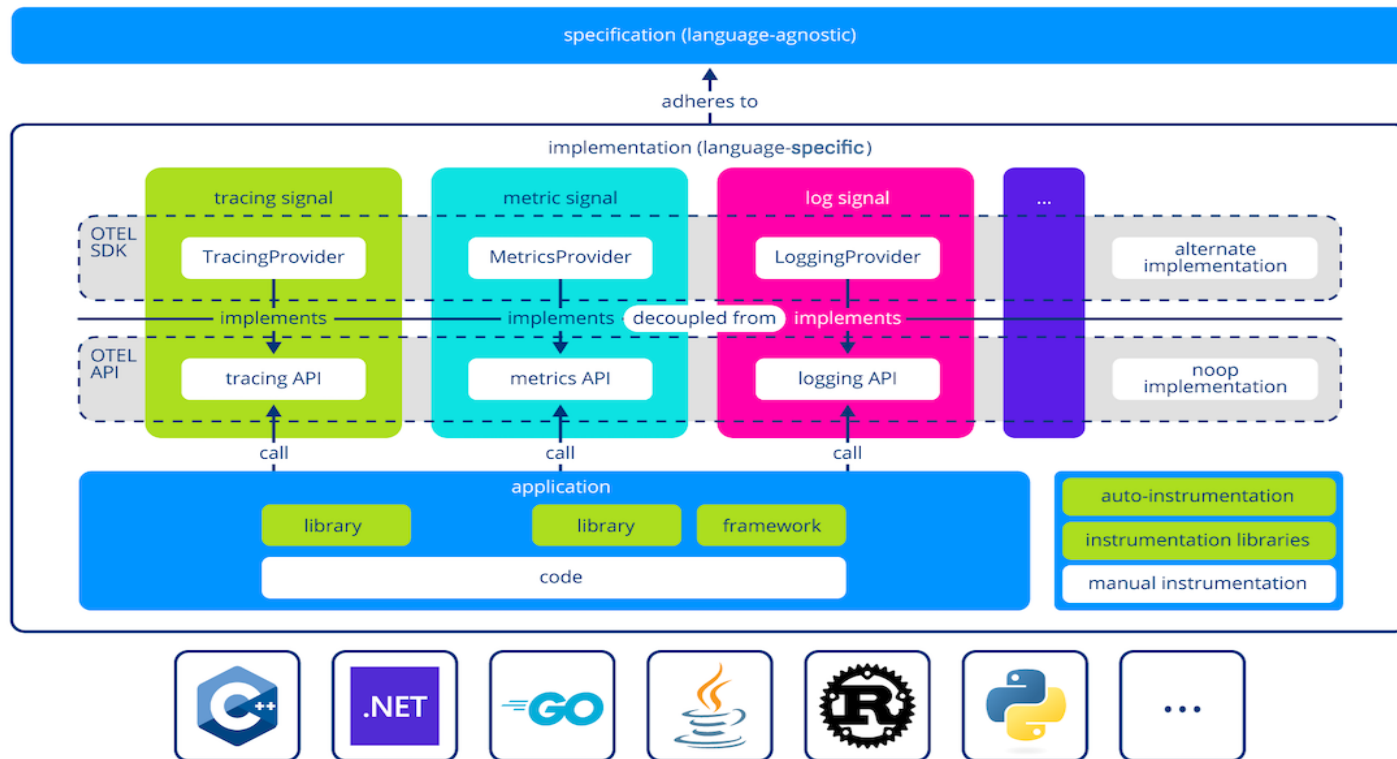 specification (language-agnostic)
adheres to
implementation (language-specific)
tracing signal
metric signal
log signal
...
OTEL
SDK
TracingProvider
MetricsProvider
LoggingProvider
alternate
implementation
implements
implements
decoupled from
implements
OTEL
API
tracing API
metrics API
logging API
noop
implementation
call
call
call
application
library
library
framework
code
auto-instrumentation
instrumentation libraries
manual instrumentation
C++
.NET
GO
R
...